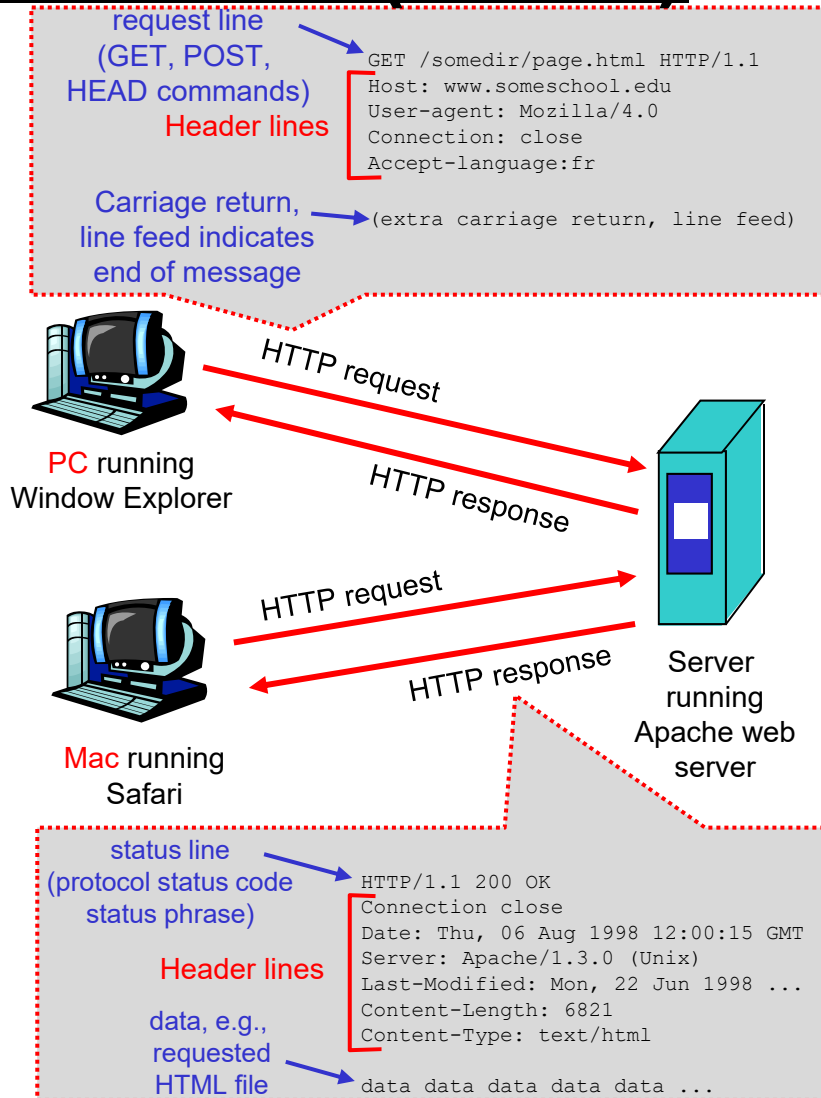 request line
(GET, POST,
HEAD commands)
Header lines
GET /somedir/page.html HTTP/1.1
Host: www.someschool.edu
User-agent: Mozilla/4.0
Connection: close
Accept-language:fr
Carriage return,
line feed indicates
end of message
(extra carriage return, line feed)
HTTP request
HTTP response
PC running
Window Explorer
HTTP request
HTTP response
Mac running
Safari
Server
running
Apache web
server
status line
(protocol status code
status phrase)
Header lines
data, e.g.,
requested
HTML file
HTTP/1.1 200 OK
Connection close
Date: Thu, 06 Aug 1998 12:00:15 GMT
Server: Apache/1.3.0 (Unix)
Last-Modified: Mon, 22 Jun 1998 ...
Content-Length: 6821
Content-Type: text/html
data data data data data ...